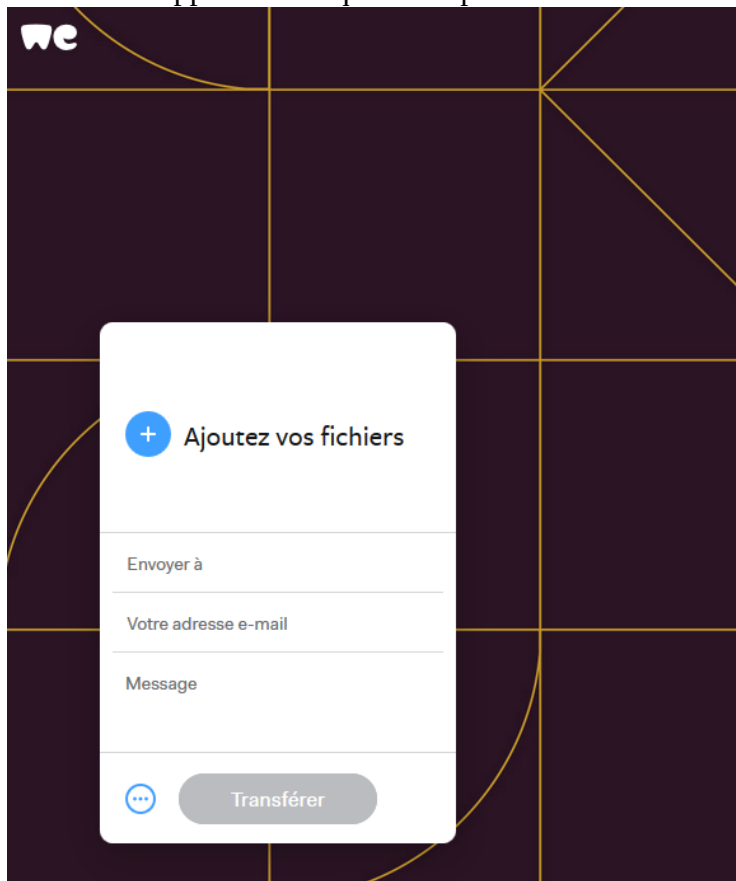 we
Ajoutez vos fichiers
Envoyer à
Votre adresse e-mail
Message
Transférer